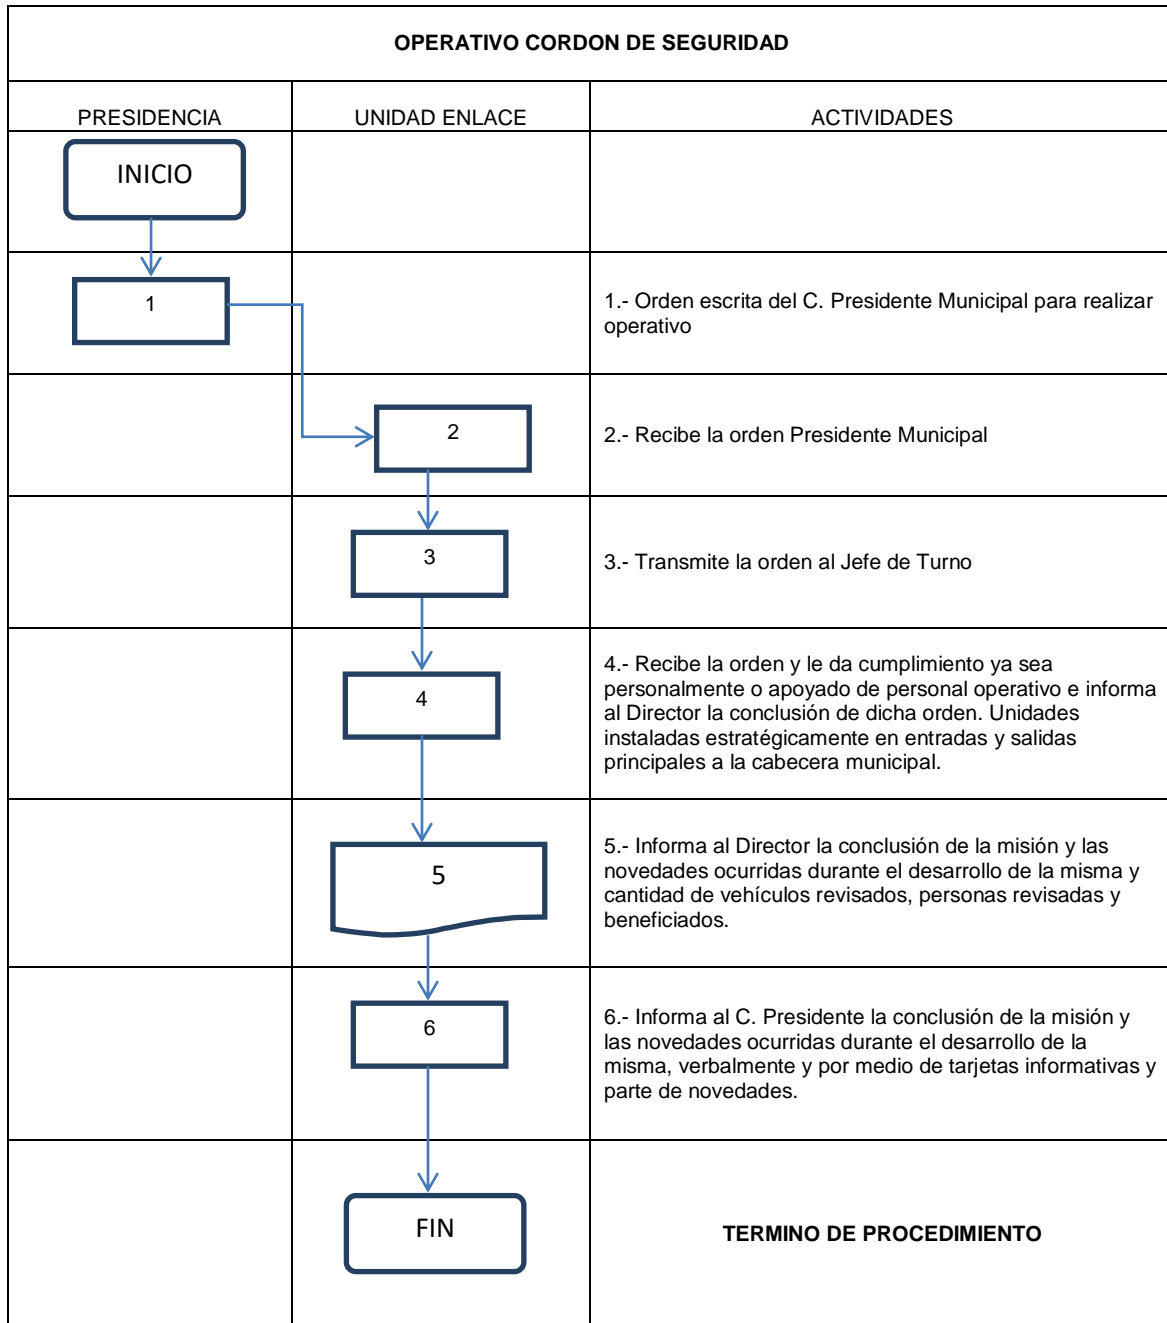 OPERATIVO CORDON DE SEGURIDAD
PRESIDENCIA
UNIDAD ENLACE
ACTIVIDADES
INICIO
1
1.- Orden escrita del C. Presidente Municipal para realizar
operativo
2
2.- Recibe la orden Presidente Municipal
3
3.- Transmite la orden al Jefe de Turno
4
4.- Recibe la orden y le da cumplimiento ya sea
personalmente o apoyado de personal operativo e informa
al Director la conclusión de dicha orden. Unidades
instaladas estratégicamente en entradas y salidas
principales a la cabecera municipal.
5
5.- Informa al Director la conclusión de la misión y las
novedades ocurridas durante el desarrollo de la misma y
cantidad de vehículos revisados, personas revisadas y
beneficiados.
6
6.- Informa al C. Presidente la conclusión de la misión y
las novedades ocurridas durante el desarrollo de la
misma, verbalmente y por medio de tarjetas informativas y
parte de novedades.
FIN
TERMINO DE PROCEDIMIENTO